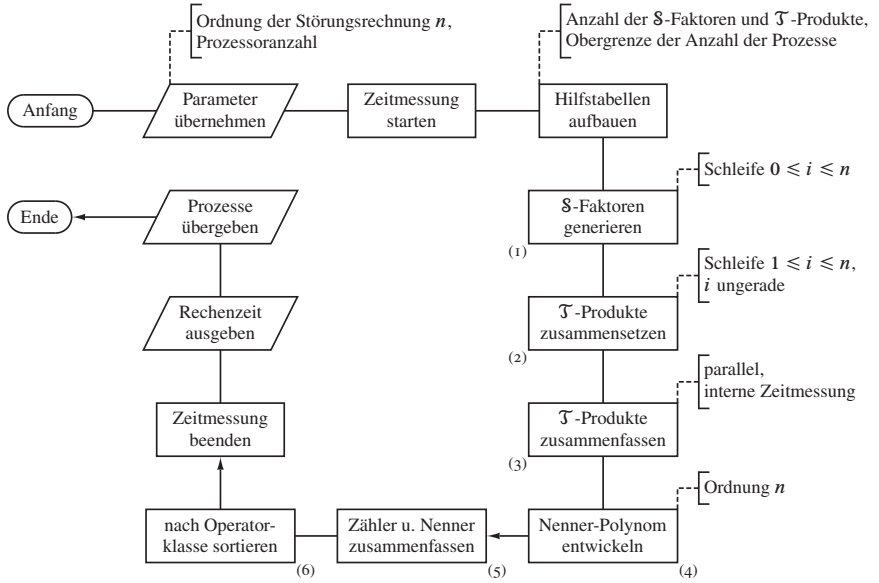 Ordnung der Störungsrechnung n,
Prozessoranzahl
Anzahl der S-Faktoren und T-Produkte,
Obergrenze der Anzahl der Prozesse
Anfang
Parameter
übernehmen
Zeitmessung
starten
Hilfstabellen
aufbauen
Schleife 0 ⩽ i ⩽ n
S-Faktoren
generieren
(1)
Schleife 1 ⩽ i ⩽ n,
i ungerade
T-Produkte
zusammensetzen
(2)
parallel,
interne Zeitmessung
T-Produkte
zusammenfassen
(3)
Ordnung n
Nenner-Polynom
entwickeln
(4)
Zähler u. Nenner
zusammenfassen
(5)
nach Operator-
klasse sortieren
(6)
Zeitmessung
beenden
Rechenzeit
ausgeben
Prozesse
übergeben
Ende